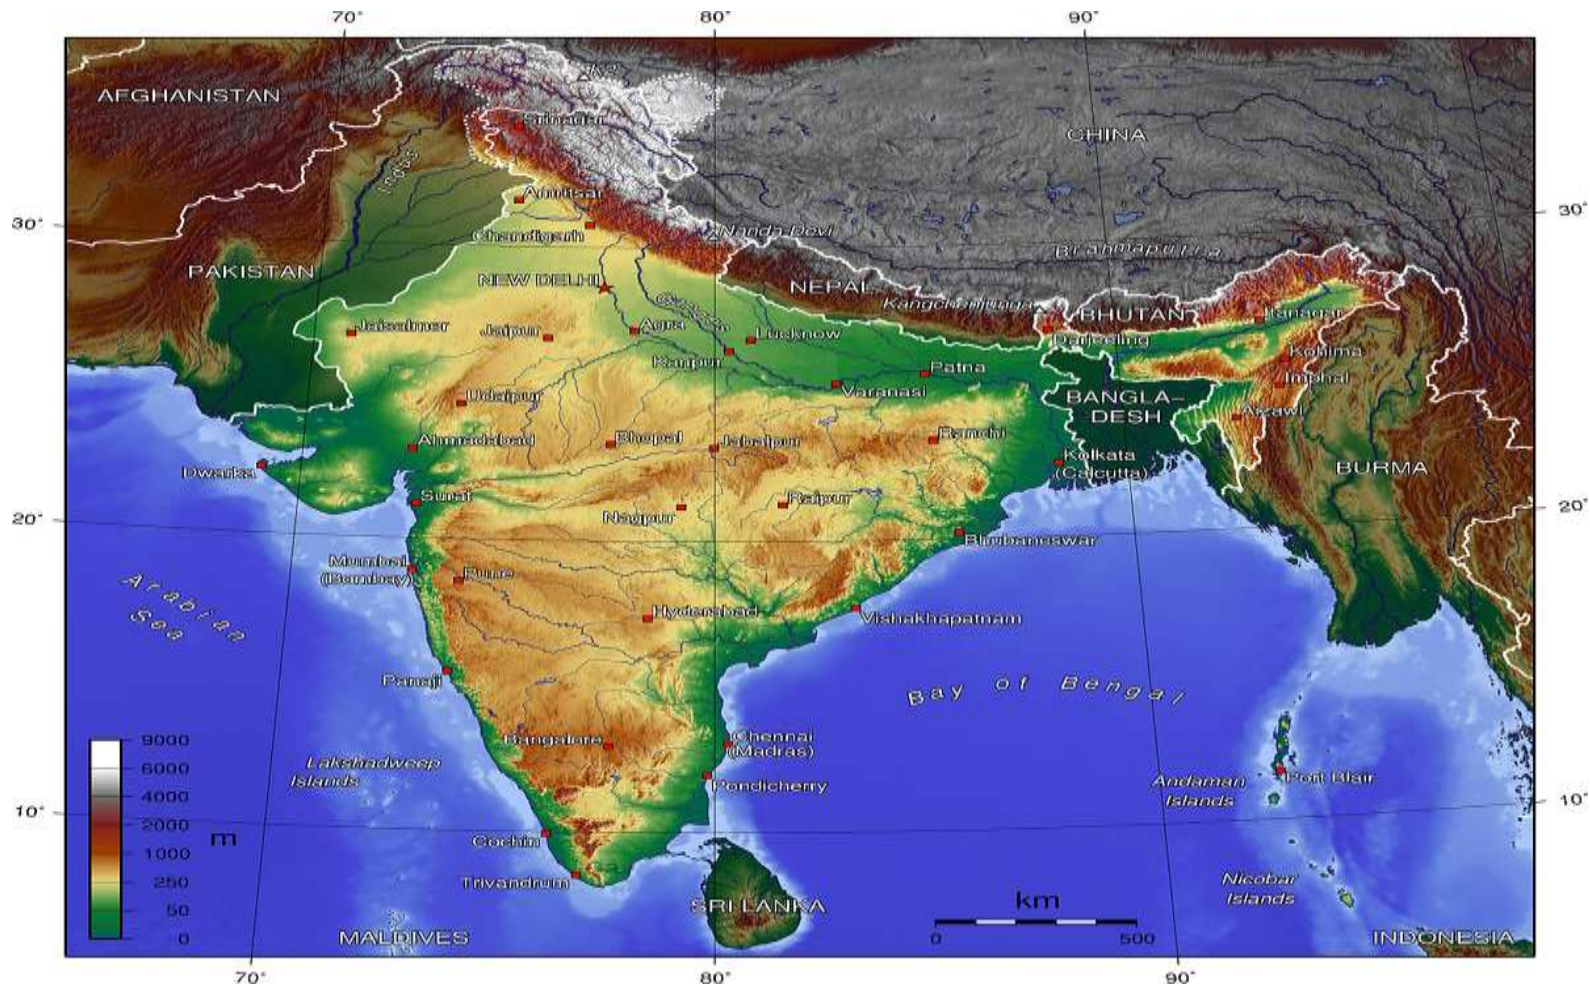 70° 80° 90°
AFGHANISTAN
K2
Srinagar
CHINA
Indus
Amritsar
30°
30°
Chandigarh
Nanda Devi
Brahmaputra
PAKISTAN
NEW DELHI
NEPAL
Kangchenjunga
BHUTAN
Itanagar
Jaisalmer
Jaipur
Agra
Lucknow
Darjeeling
Kohima
Kanpur
Patna
Imphal
Varanasi
Udaipur
BANGLA–
DESH
Aizawl
Ahmadabad
Bhopal
Jabalpur
Ranchi
Kolkata
(Calcutta)
BURMA
Dwarka
Surat
Nagpur
Raipur
20°
20°
Bhubaneswar
Mumbai
(Bombay)
Pune
Arabian
Sea
Hyderabad
Vishakhapatnam
Panaji
Bay of Bengal
Bangalore
Chennai
(Madras)
Lakshadweep
Islands
Pondicherry
Andaman
Islands
Port Blair
10°
10°
Cochin
Trivandrum
Nicobar
Islands
SRI LANKA
MALDIVES
INDONESIA
9000
6000
4000
2000
1000
250
50
0
m
km
0 500
70° 80° 90°